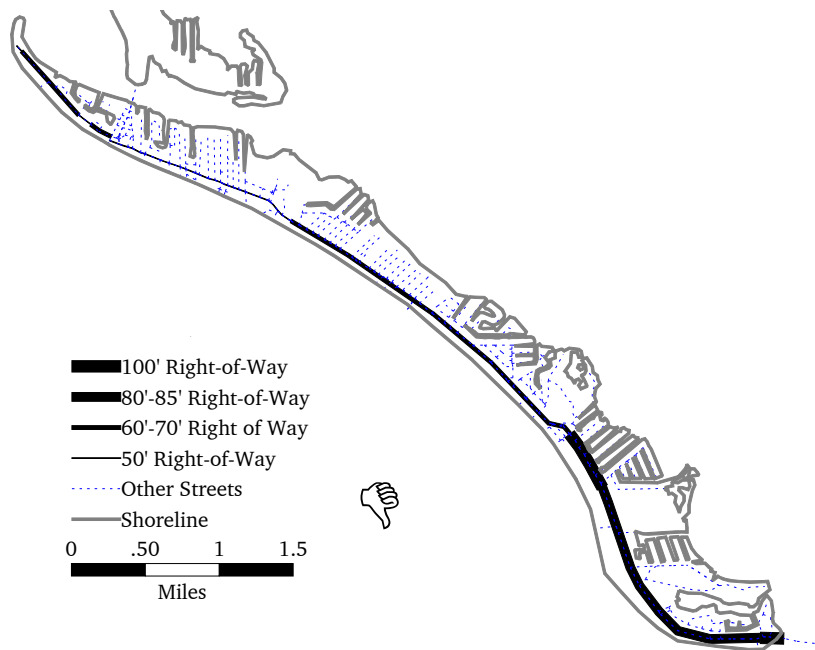 100' Right-of-Way
80'-85' Right-of-Way
60'-70' Right of Way
50' Right-of-Way
Other Streets
Shoreline
0 .50 1 1.5
Miles